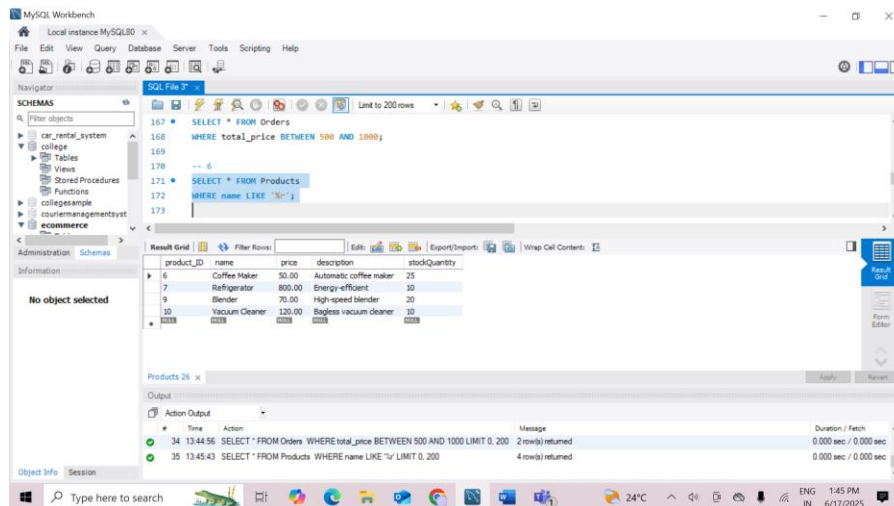 MySQL Workbench
Local instance MySQL80 ×
File Edit View Query Database Server Tools Scripting Help
Navigator
SQL File 3* ×
SCHEMAS
Filter objects
Limit to 200 rows
car_rental_system
college
Tables
Views
Stored Procedures
Functions
collegesample
couriermanagementsyst
ecommerce
167 SELECT * FROM Orders
168 WHERE total_price BETWEEN 500 AND 1000;
169
170 -- 6
171 SELECT * FROM Products
172 WHERE name LIKE '%r';
173
Administration Schemas
Information
No object selected
Result Grid Filter Rows: Edit: Export/Import: Wrap Cell Content:
product_ID name price description stockQuantity
6 Coffee Maker 50.00 Automatic coffee maker 25
7 Refrigerator 800.00 Energy-efficient 10
9 Blender 70.00 High-speed blender 20
10 Vacuum Cleaner 120.00 Bagless vacuum cleaner 10
NULL NULL NULL NULL NULL
Result Grid
Form Editor
Products 26 ×
Apply Revert
Output
Action Output
# Time Action Message Duration / Fetch
34 13:44:56 SELECT * FROM Orders WHERE total_price BETWEEN 500 AND 1000 LIMIT 0, 200 2 row(s) returned 0.000 sec / 0.000 sec
35 13:45:43 SELECT * FROM Products WHERE name LIKE '%r' LIMIT 0, 200 4 row(s) returned 0.000 sec / 0.000 sec
Object Info Session
Type here to search
24°C
ENG
IN
1:45 PM
6/17/2025